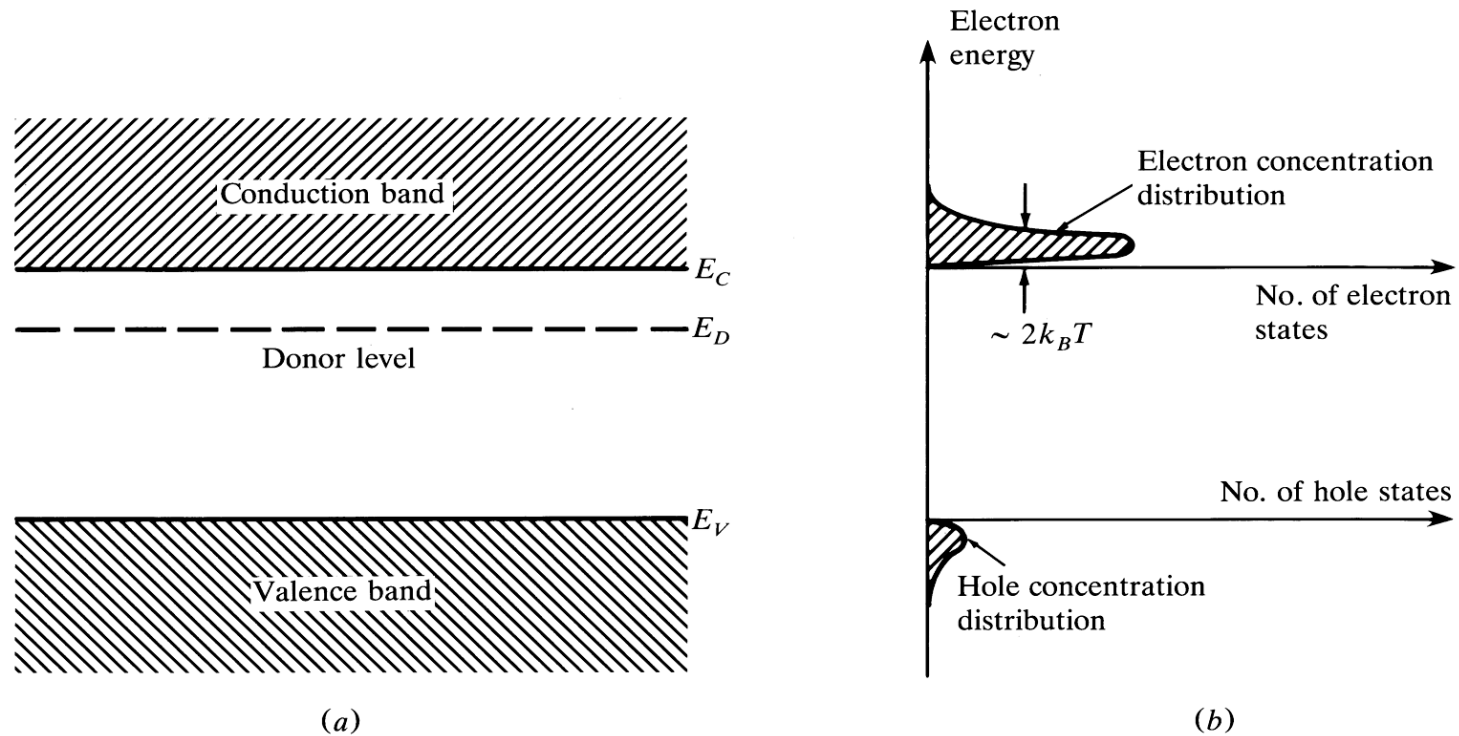 Conduction band
E_C
E_D
Donor level
E_V
Valence band
(a)
Electron
energy
Electron concentration
distribution
No. of electron
states
~ 2k_BT
No. of hole states
Hole concentration
distribution
(b)